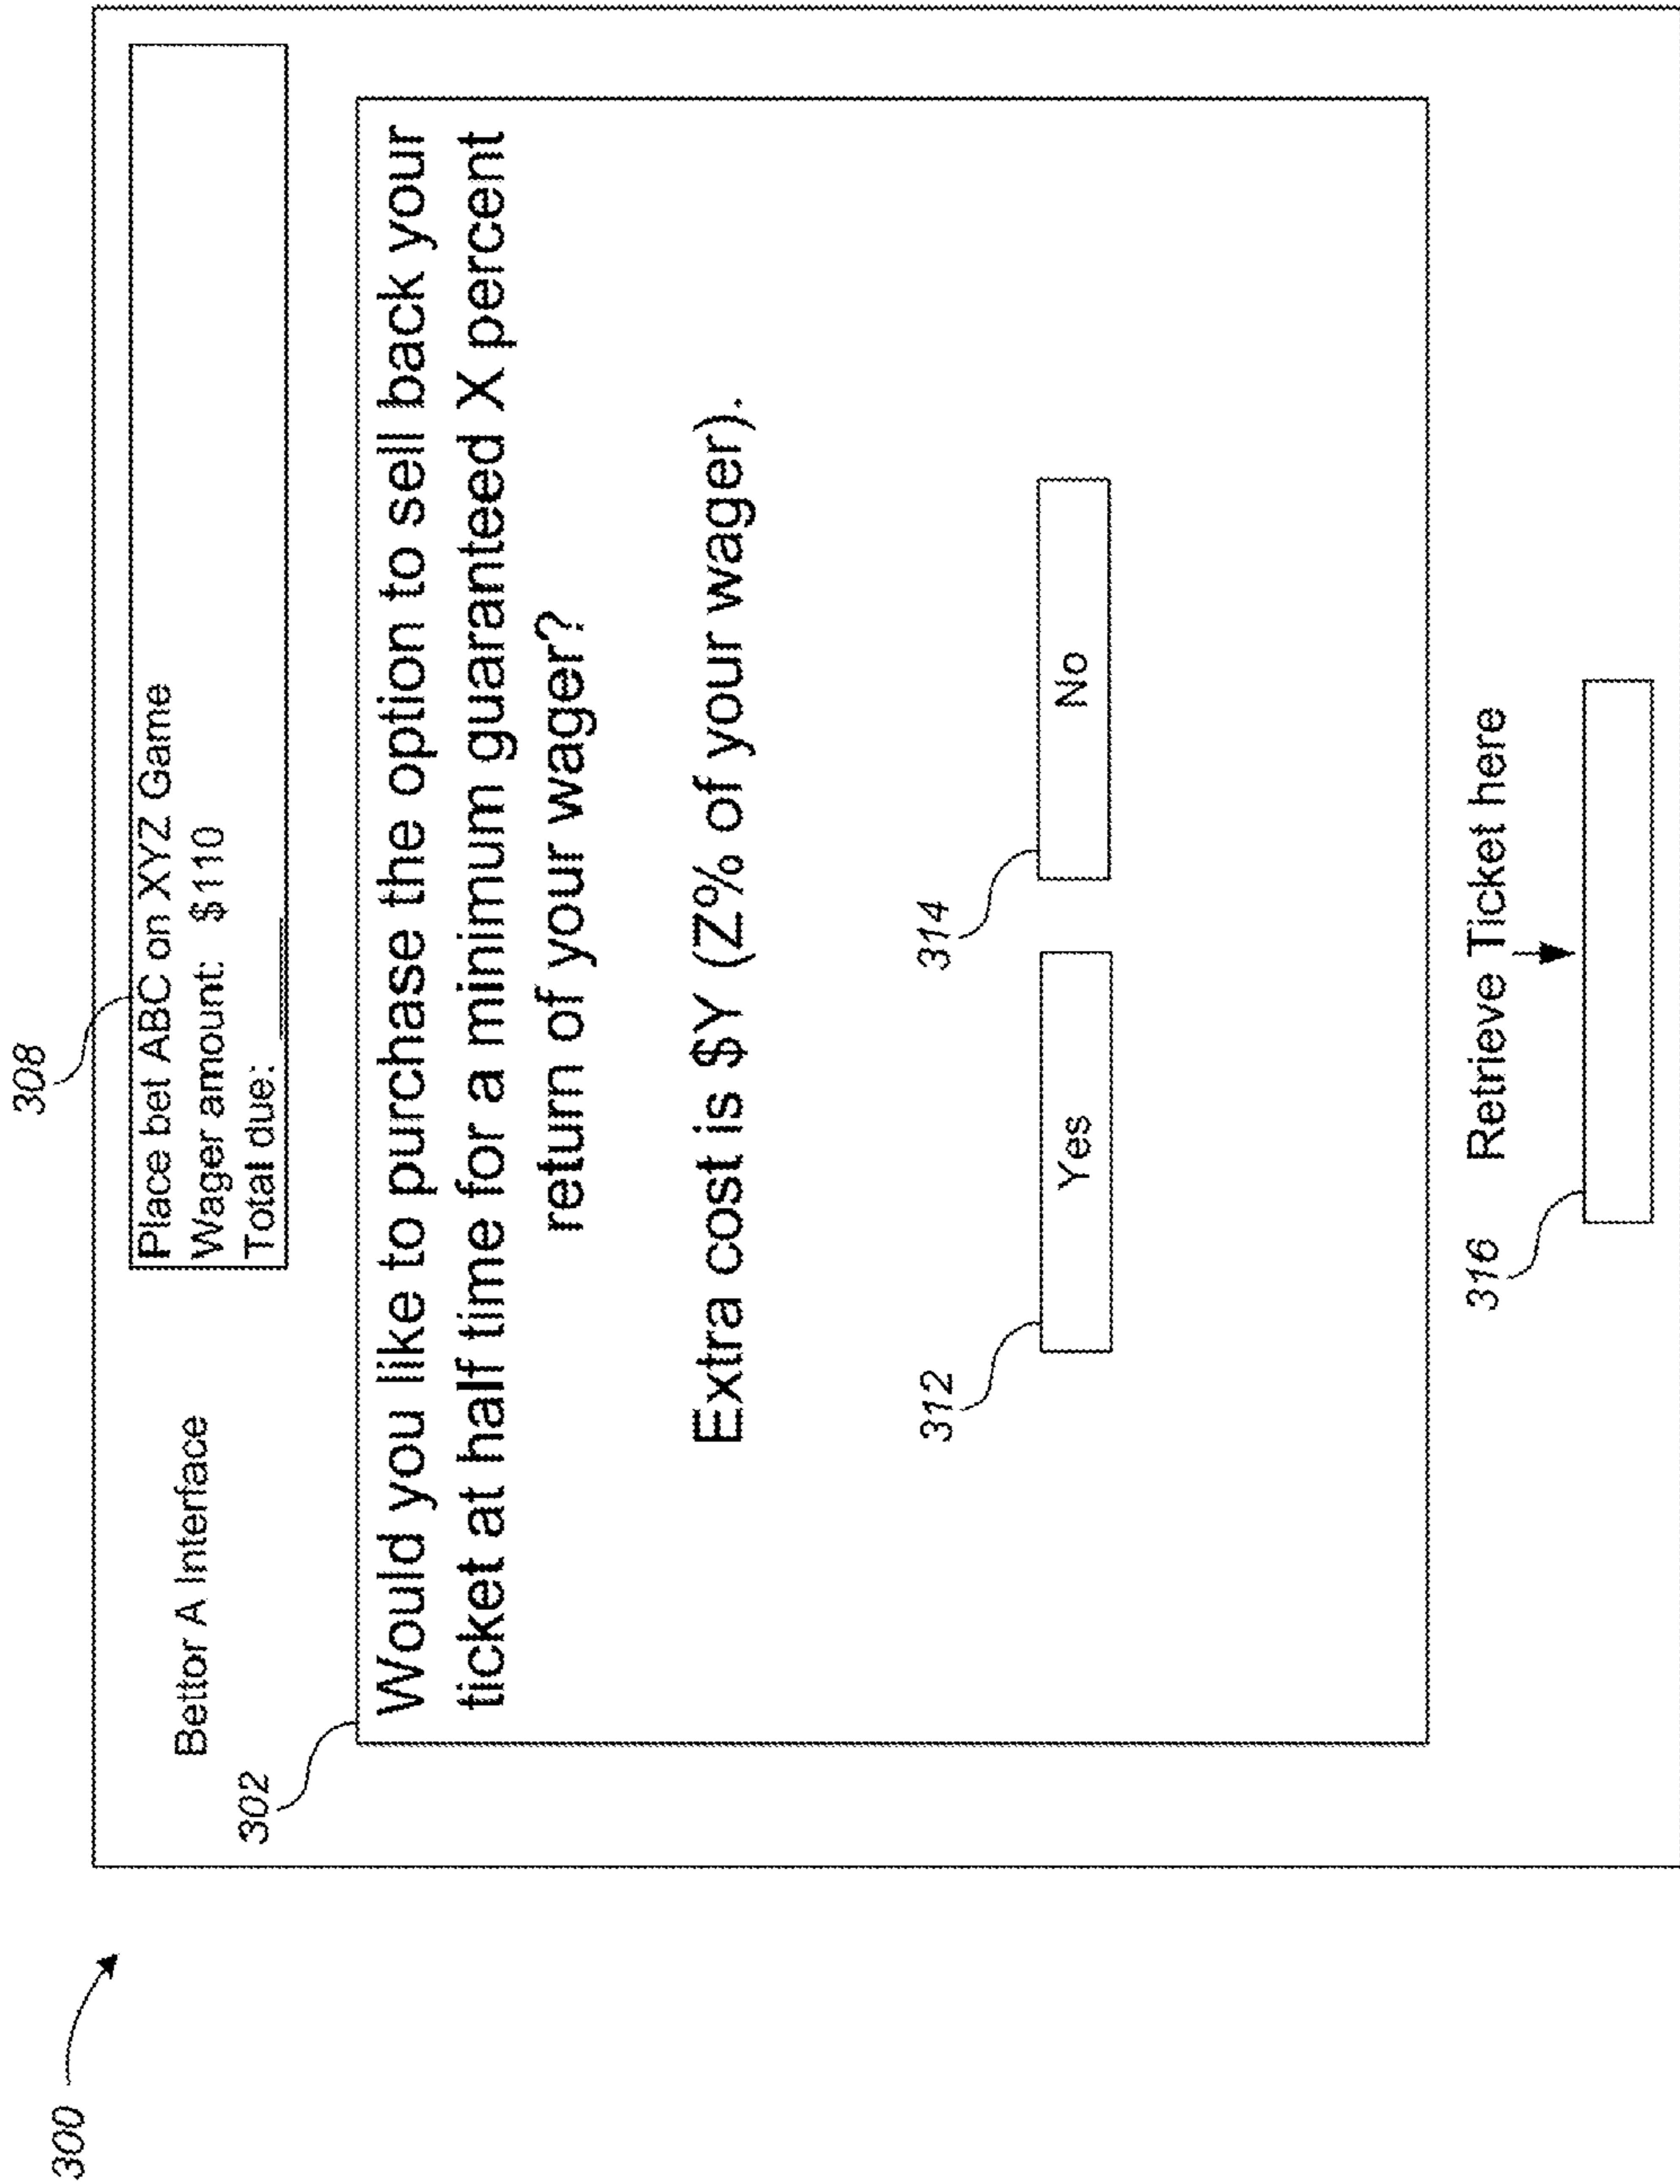 300
308
Bettor A Interface
Place bet ABC on XYZ Game
Wager amount: $110
Total due:
302
Would you like to purchase the option to sell back your
ticket at half time for a minimum guaranteed X percent
return of your wager?
Extra cost is $Y (Z% of your wager).
312
314
Yes
No
316
Retrieve Ticket here